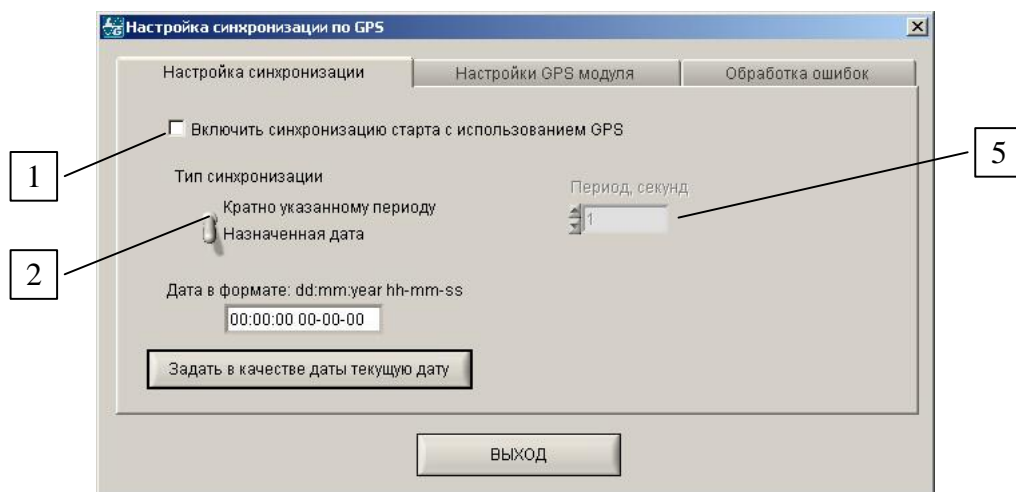 Настройка синхронизации по GPS
Настройка синхронизации
Настройки GPS модуля
Обработка ошибок
1
Включить синхронизацию старта с использованием GPS
5
Тип синхронизации
Период, секунд
Кратно указанному периоду
1
Назначенная дата
2
Дата в формате: dd:mm:year hh-mm-ss
00:00:00 00-00-00
Задать в качестве даты текущую дату
ВЫХОД